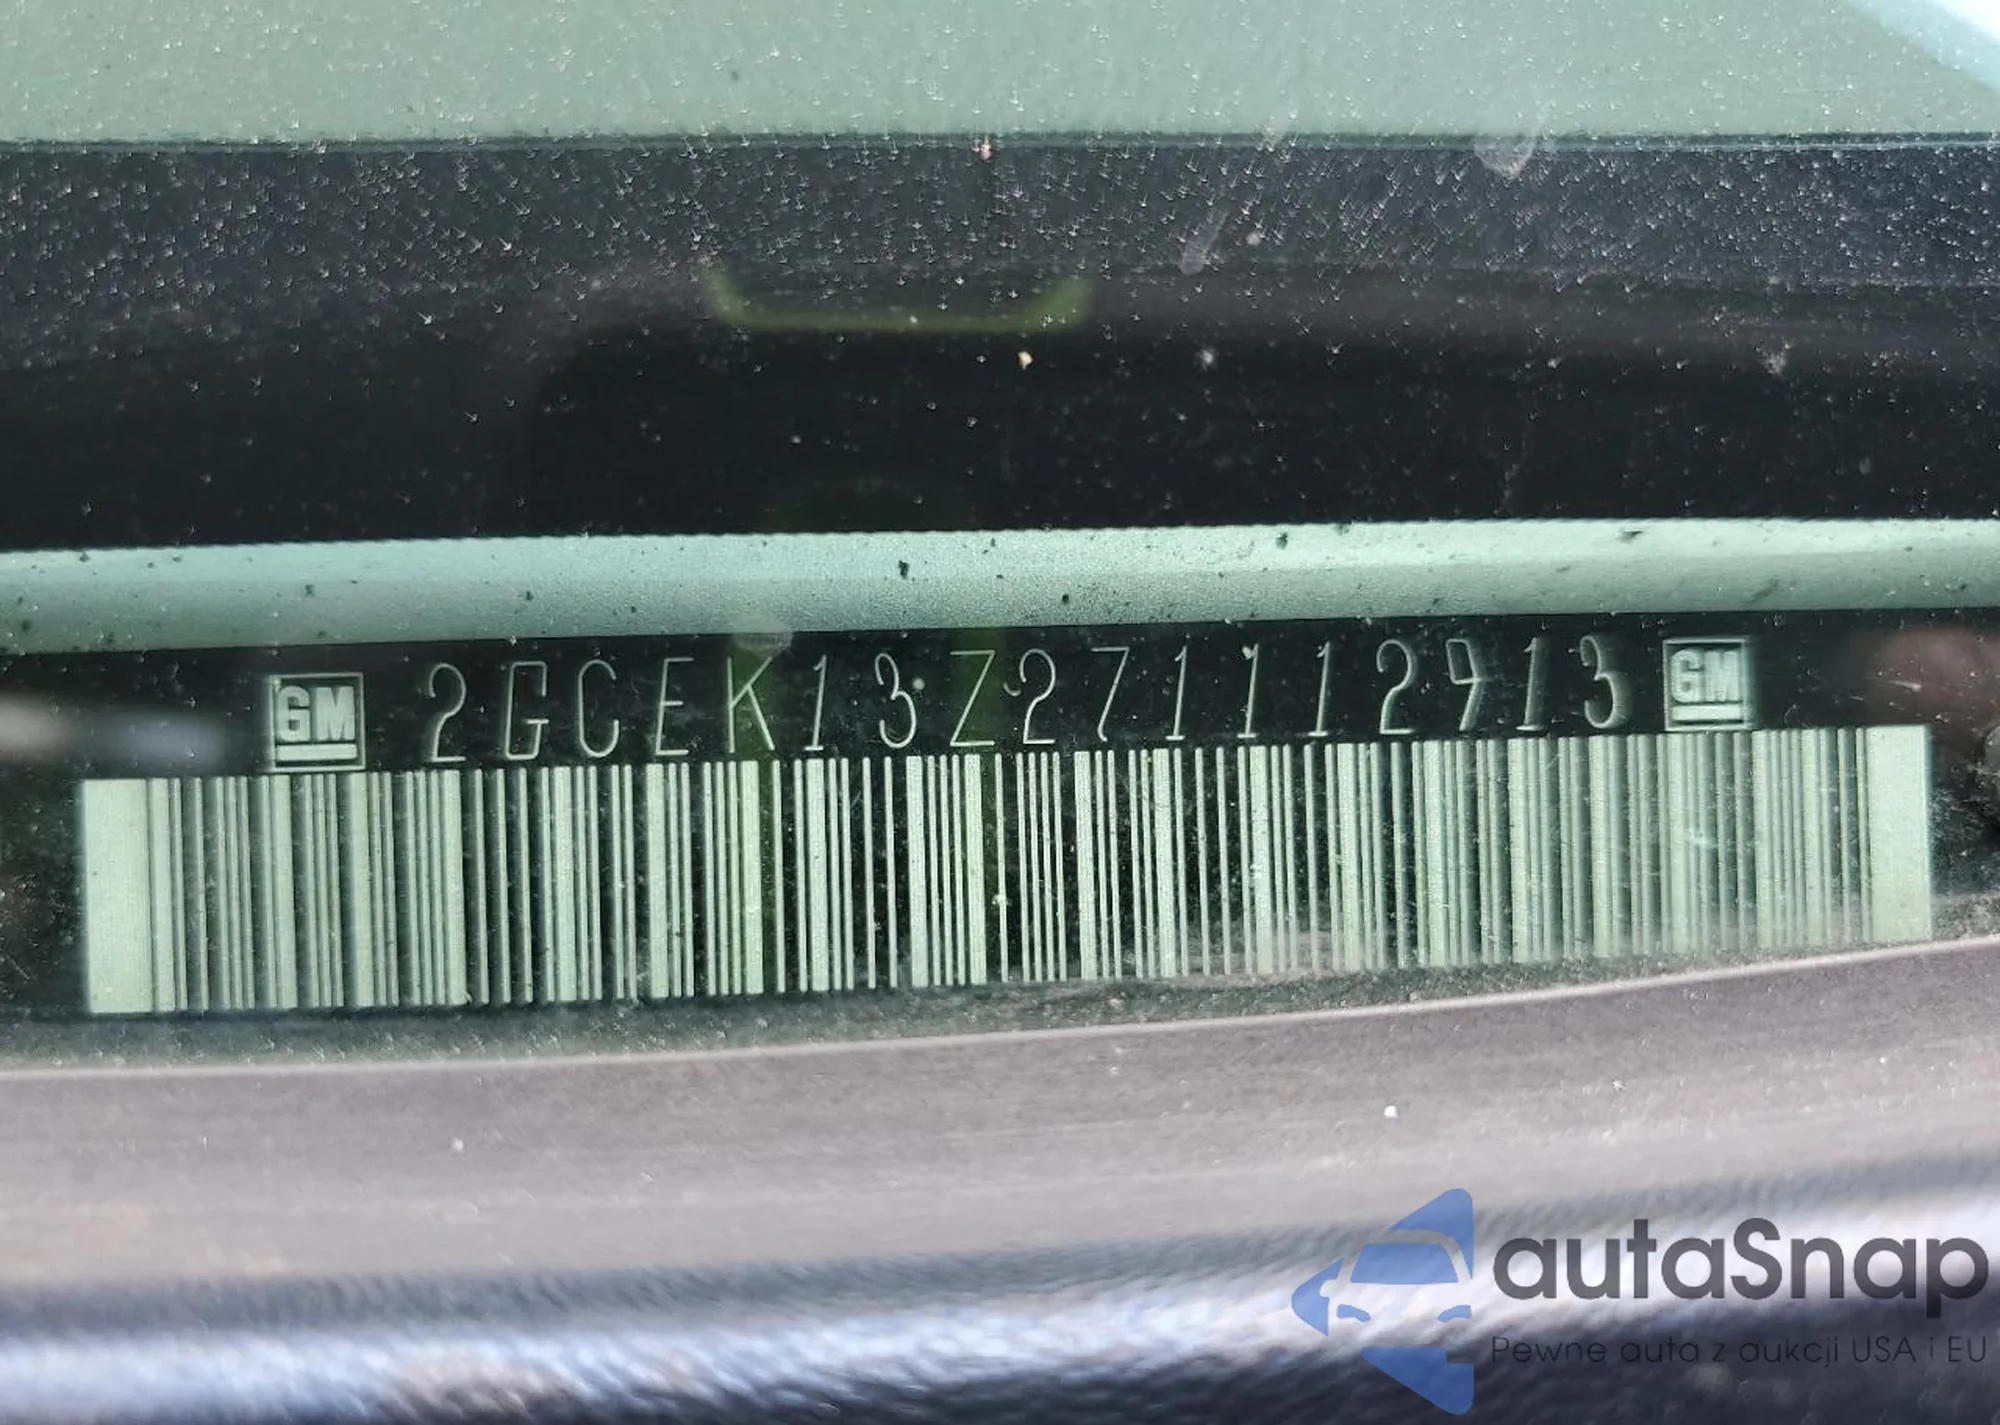 GM 2GCEK13Z271112913 GM
autaSnap
Pewne auta z aukcji USA i EU